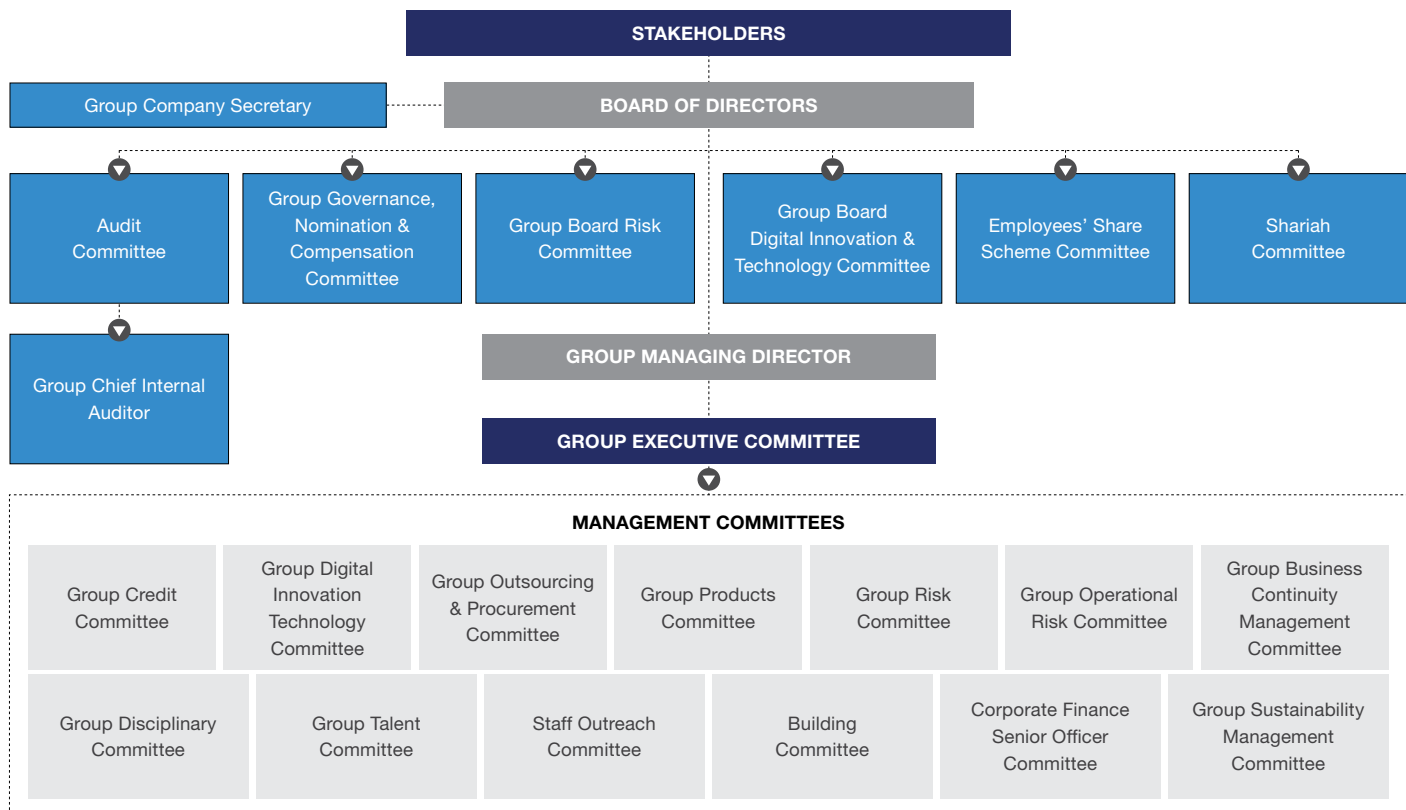 STAKEHOLDERS
Group Company Secretary
BOARD OF DIRECTORS
Audit
Committee
Group Governance,
Nomination &
Compensation
Committee
Group Board Risk
Committee
Group Board
Digital Innovation &
Technology Committee
Employees’ Share
Scheme Committee
Shariah
Committee
Group Chief Internal
Auditor
GROUP MANAGING DIRECTOR
GROUP EXECUTIVE COMMITTEE
MANAGEMENT COMMITTEES
Group Credit
Committee
Group Digital
Innovation
Technology
Committee
Group Outsourcing
& Procurement
Committee
Group Products
Committee
Group Risk
Committee
Group Operational
Risk Committee
Group Business
Continuity
Management
Committee
Group Disciplinary
Committee
Group Talent
Committee
Staff Outreach
Committee
Building
Committee
Corporate Finance
Senior Officer
Committee
Group Sustainability
Management
Committee